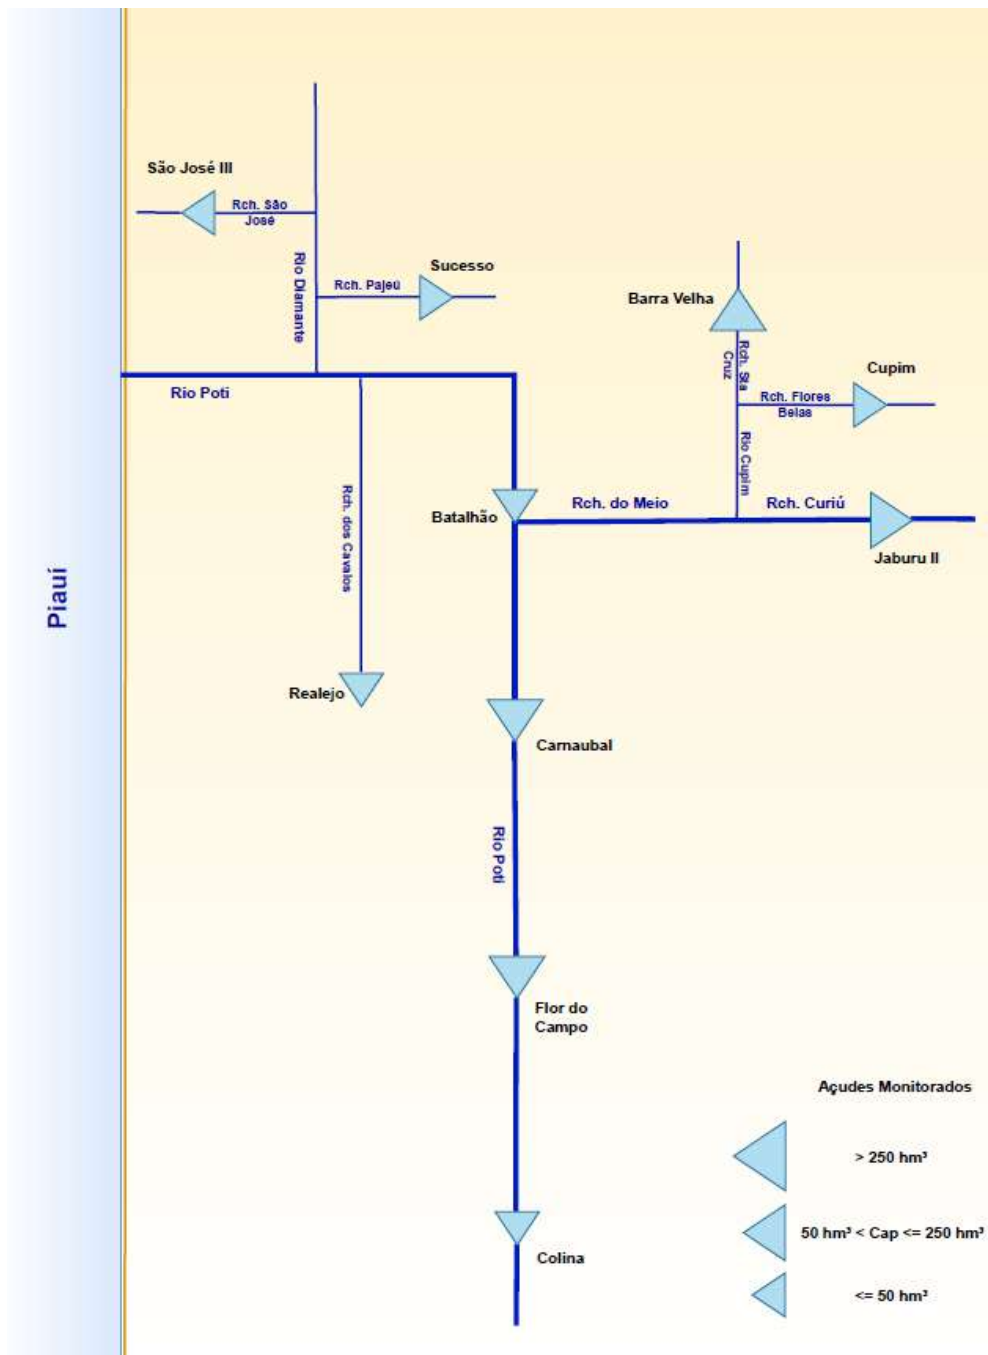 São José III
Rch. São
José
Rio Diamante
Sucesso
Rch. Pajeú
Barra Velha
Rch. Sta
Cruz
Cupim
Rch. Flores
Belas
Rio Poti
Rio Cupim
Rch. dos Cavalos
Batalhão
Rch. do Meio
Rch. Curiú
Jaburu II
Piauí
Realejo
Carnaubal
Rio Poti
Flor do
Campo
Açudes Monitorados
> 250 hm³
50 hm³ < Cap <= 250 hm³
<= 50 hm³
Colina